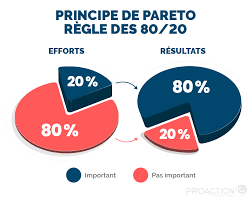 PRINCIPE DE PARETO
RÈGLE DES 80/20
EFFORTS
RÉSULTATS
20 %
80 %
80 %
20 %
Important
Pas important
PROACTION